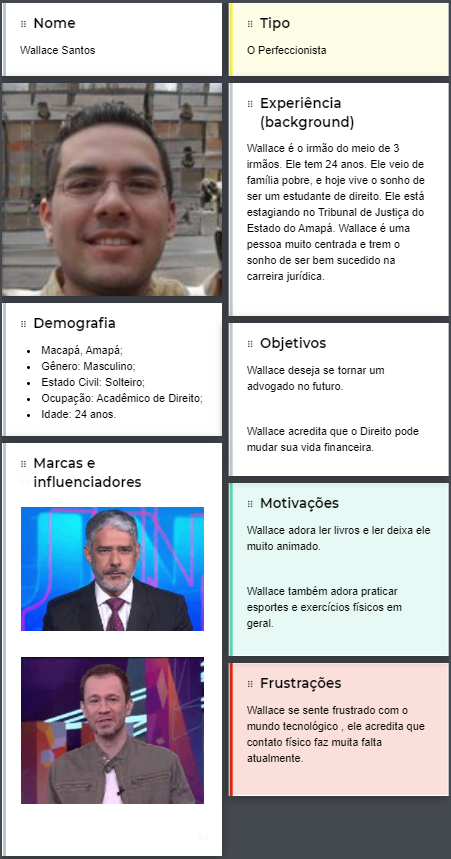 Nome
Wallace Santos
Tipo
O Perfeccionista
Experiência
(background)
Wallace é o irmão do meio de 3
irmãos. Ele tem 24 anos. Ele veio de
família pobre, e hoje vive o sonho de
ser um estudante de direito. Ele está
estagiando no Tribunal de Justiça do
Estado do Amapá. Wallace é uma
pessoa muito centrada e trem o
sonho de ser bem sucedido na
carreira jurídica.
Demografia
Macapá, Amapá;
Gênero: Masculino;
Estado Civil: Solteiro;
Ocupação: Acadêmico de Direito;
Idade: 24 anos.
Objetivos
Wallace deseja se tornar um
advogado no futuro.
Wallace acredita que o Direito pode
mudar sua vida financeira.
Marcas e
influenciadores
Motivações
Wallace adora ler livros e ler deixa ele
muito animado.
Wallace também adora praticar
esportes e exercícios físicos em
geral.
Frustrações
Wallace se sente frustrado com o
mundo tecnológico , ele acredita que
contato físico faz muita falta
atualmente.